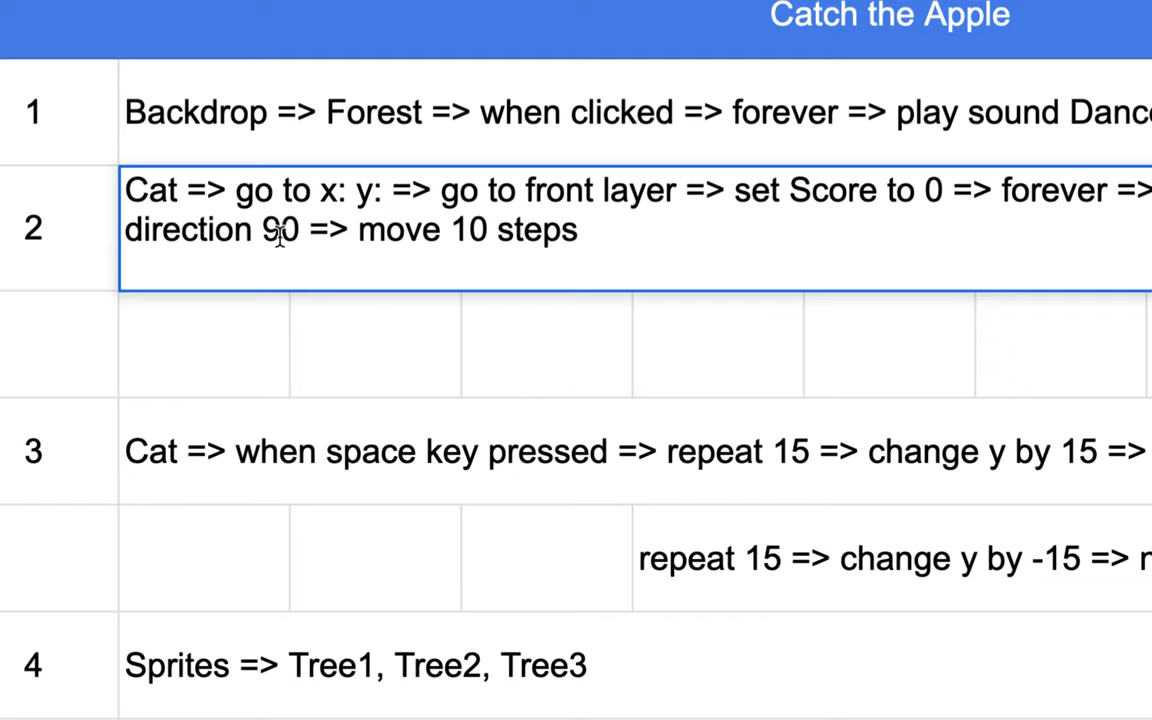 Catch the Apple
1
Backdrop => Forest => when clicked => forever => play sound
2
Cat => go to x: y: => go to front layer => set Score to 0 => forever =>
direction 90 => move 10 steps
3
Cat => when space key pressed => repeat 15 => change y by 15 =>
repeat 15 => change y by -15 =>
4
Sprites => Tree1, Tree2, Tree3